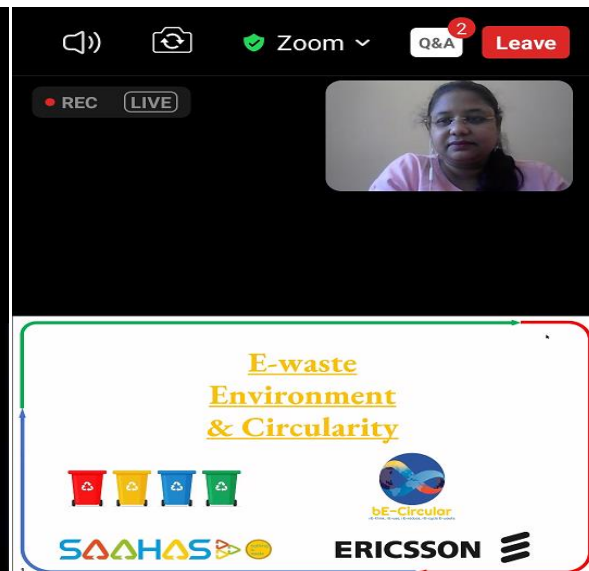 Zoom
Q&A
2
Leave
REC
LIVE
E-waste
Environment
& Circularity
bE-Circular
SAAHAS
ERICSSON